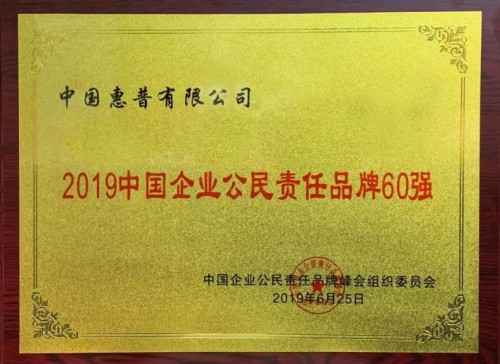 中国惠普有限公司
2019中国企业公民责任品牌60强
中国企业公民责任品牌峰会组织委员会
2019年6月25日